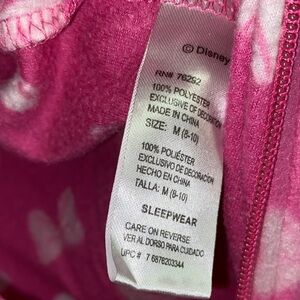 © Disney
RN# 76292
100% POLYESTER
EXCLUSIVE OF DECORATION
MADE IN CHINA
SIZE: M (8-10)
100% POLIÉSTER
EXCLUSIVO DE DECORACIÓN
HECHO EN CHINA
TALLA: M (8-10)
SLEEPWEAR
CARE ON REVERSE
VER AL DORSO PARA CUIDADO
UPC # 7 6876203344